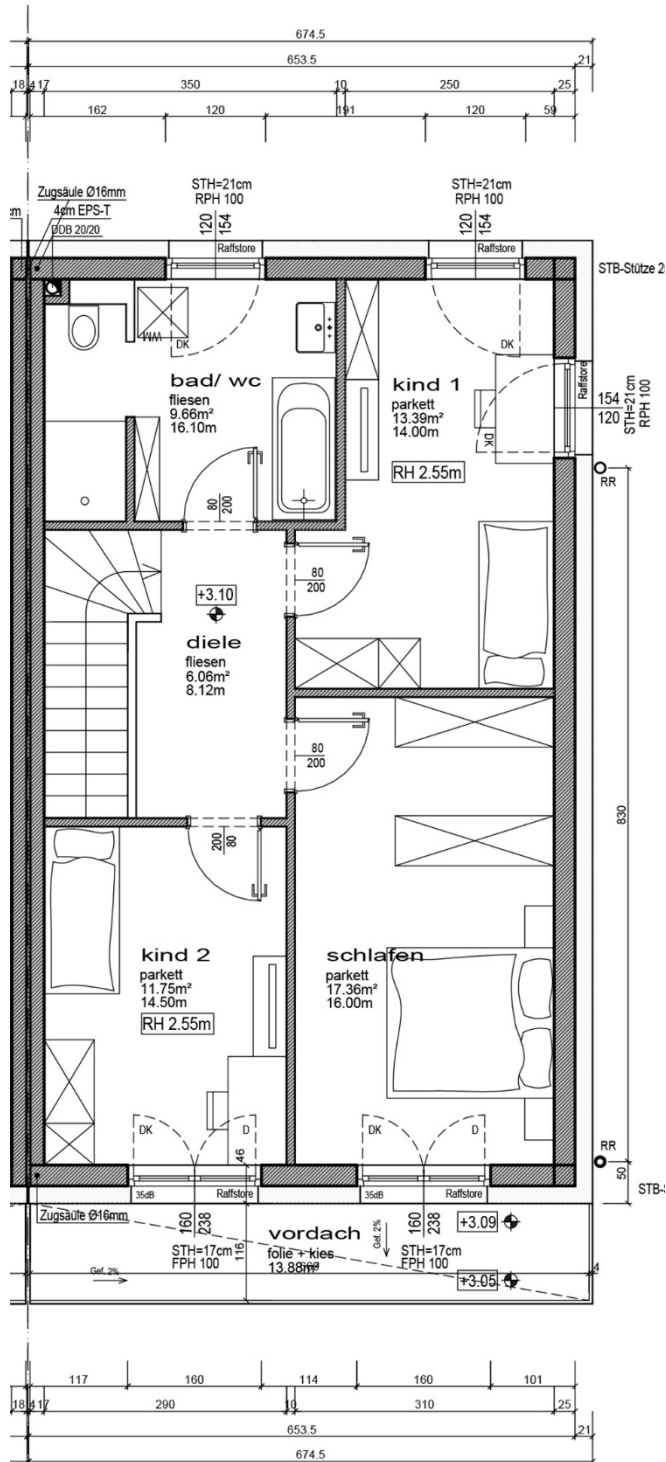 674.5
653.5
21
18 4 17 350 10 250 25
162 120 191 120 59
Zugsäule Ø16mm
4cm EPS-T
DDB 20/20
cm
STH=21cm
RPH 100
120 154
Raffstore
STH=21cm
RPH 100
120 154
Raffstore
STB-Stütze 2
DK
WM
DK
bad/ wc
fliesen
9.66m²
16.10m
kind 1
parkett
13.39m²
14.00m
RH 2.55m
DK
Raffstore
154
120
STH=21cm
RPH 100
RR
80
200
80
200
+3.10
diele
fliesen
6.06m²
8.12m
80
200
830
200
80
kind 2
parkett
11.75m²
14.50m
RH 2.55m
schlafen
parkett
17.36m²
16.00m
DK
D
DK
D
46
RR
50
35dB
Raffstore
35dB
Raffstore
STB-S
Zugsäule Ø16mm
160 238
STH=17cm
FPH 100
vordach
folie + kies
13.88m²
116
Gef. 2%
Gef. 2%
160 238
STH=17cm
FPH 100
+3.09
+3.05
4
117 160 114 160 101
18 4 17 290 10 310 25
653.5
21
674.5